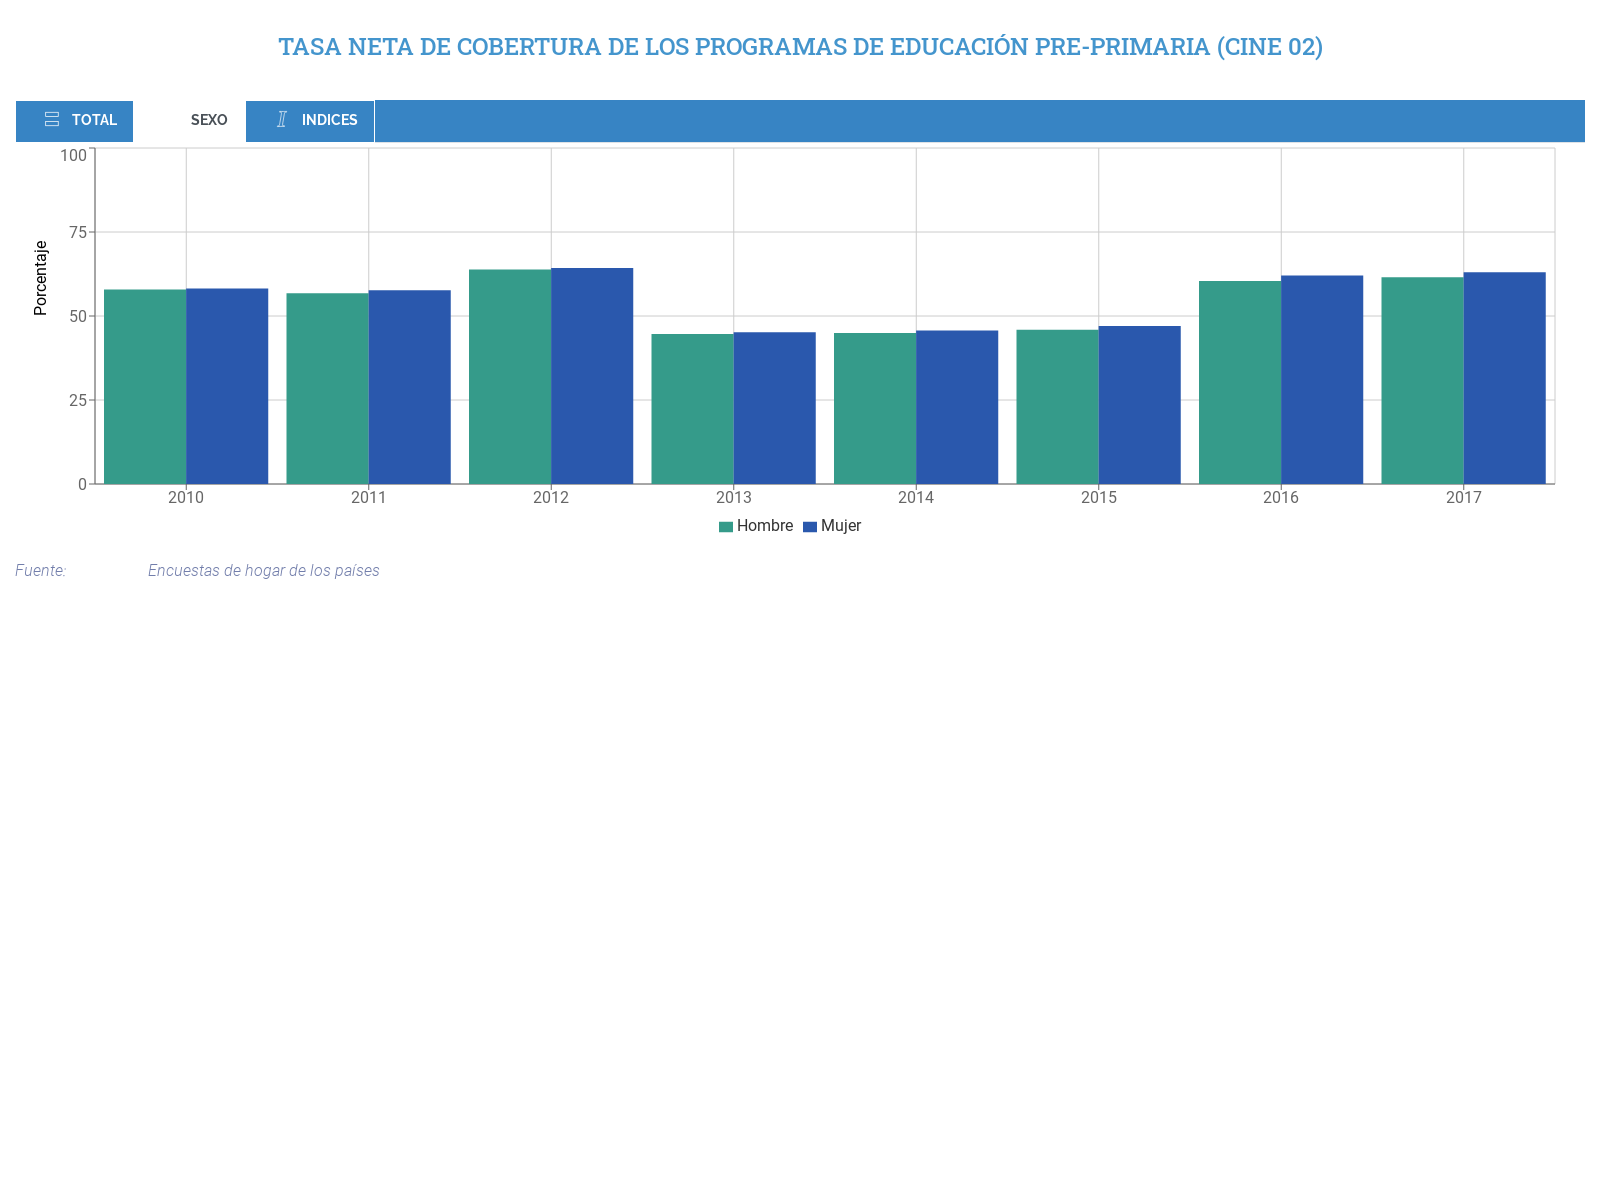 TASA NETA DE COBERTURA DE LOS PROGRAMAS DE EDUCACIÓN PRE-PRIMARIA (CINE 02)
TOTAL SEXO INDICES
Porcentaje
100
75
50
25
0
2010 2011 2012 2013 2014 2015 2016 2017
Hombre Mujer
Fuente: Encuestas de hogar de los países